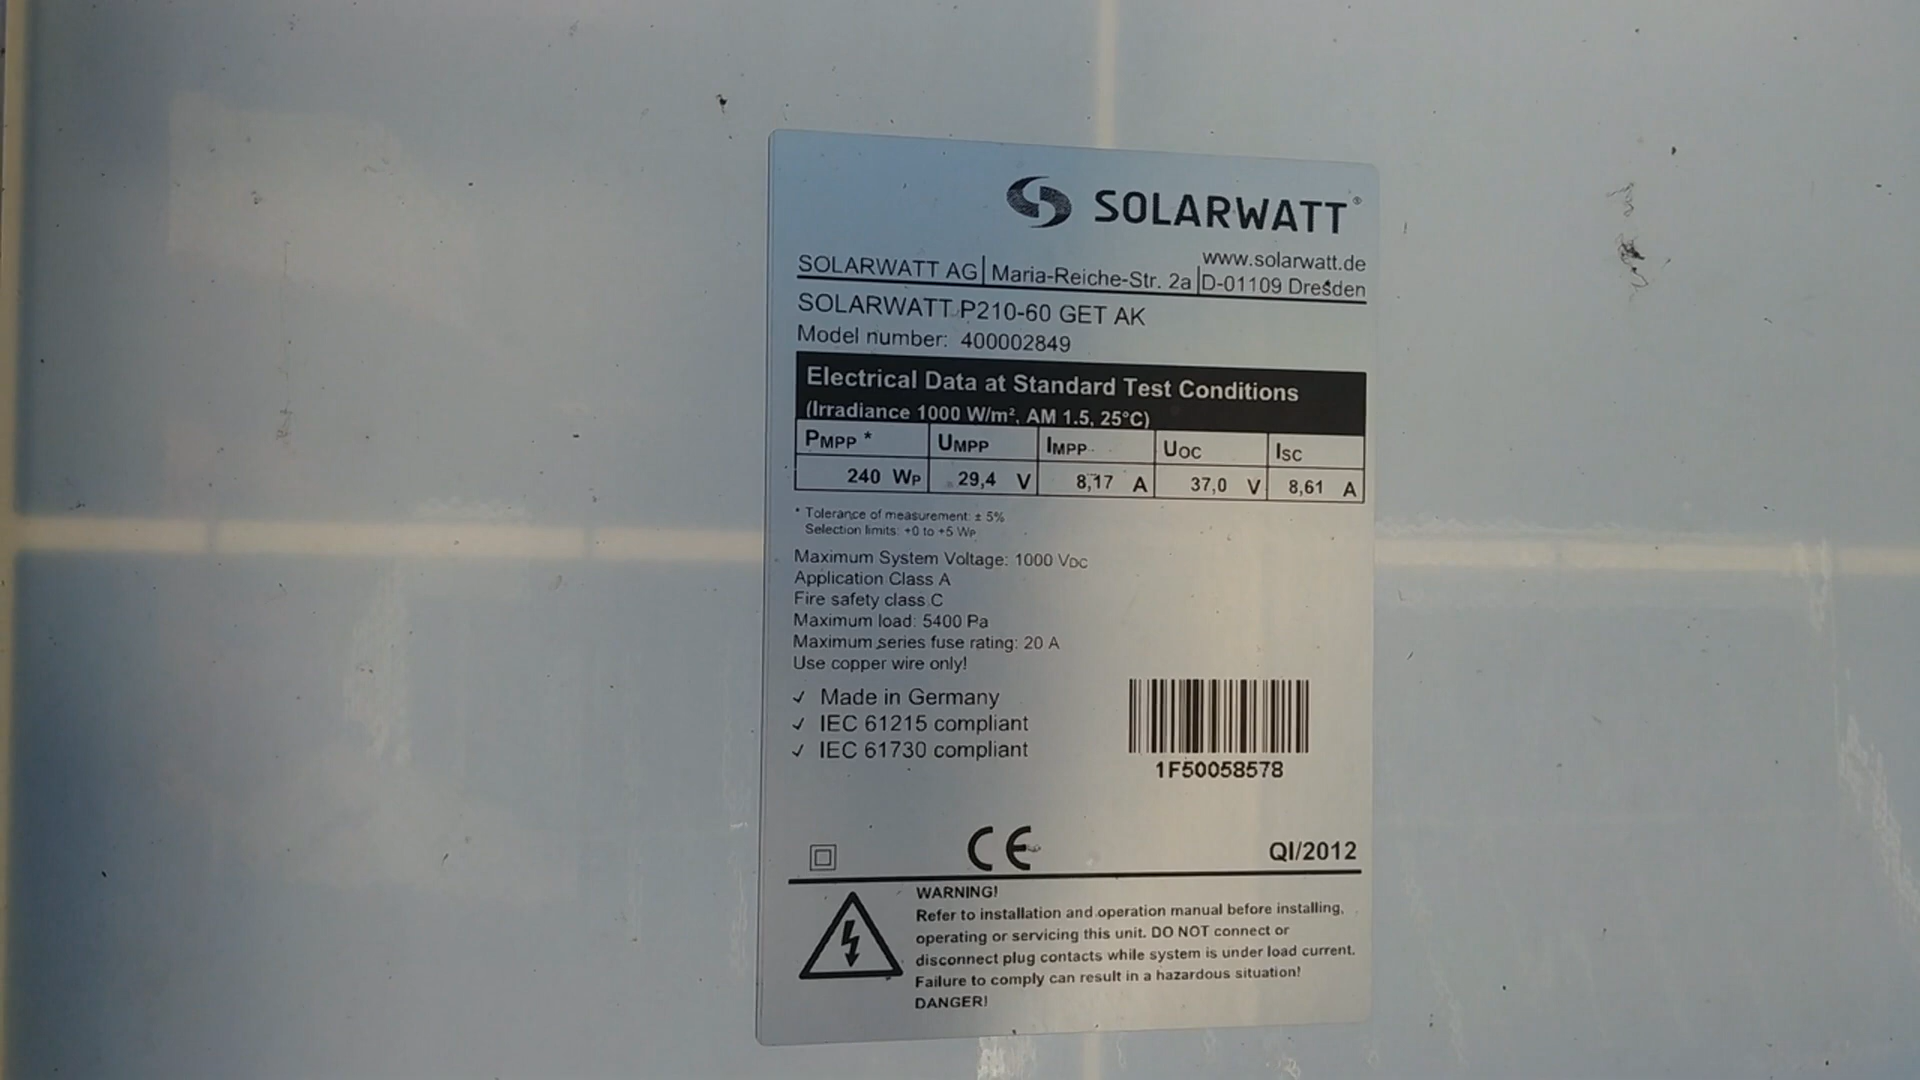 SOLARWATT®
www.solarwatt.de
SOLARWATT AG | Maria-Reiche-Str. 2a | D-01109 Dresden
SOLARWATT P210-60 GET AK
Model number: 400002849
Electrical Data at Standard Test Conditions
(Irradiance 1000 W/m², AM 1.5, 25°C)
PMPP * UMPP IMPP UOC ISC
240 WP 29,4 V 8,17 A 37,0 V 8,61 A
* Tolerance of measurement: ± 5%
Selection limits: +0 to +5 WP
Maximum System Voltage: 1000 VDC
Application Class A
Fire safety class C
Maximum load: 5400 Pa
Maximum series fuse rating: 20 A
Use copper wire only!
✓ Made in Germany
✓ IEC 61215 compliant
✓ IEC 61730 compliant
1F50058578
CE
QI/2012
WARNING!
Refer to installation and operation manual before installing,
operating or servicing this unit. DO NOT connect or
disconnect plug contacts while system is under load current.
Failure to comply can result in a hazardous situation!
DANGER!